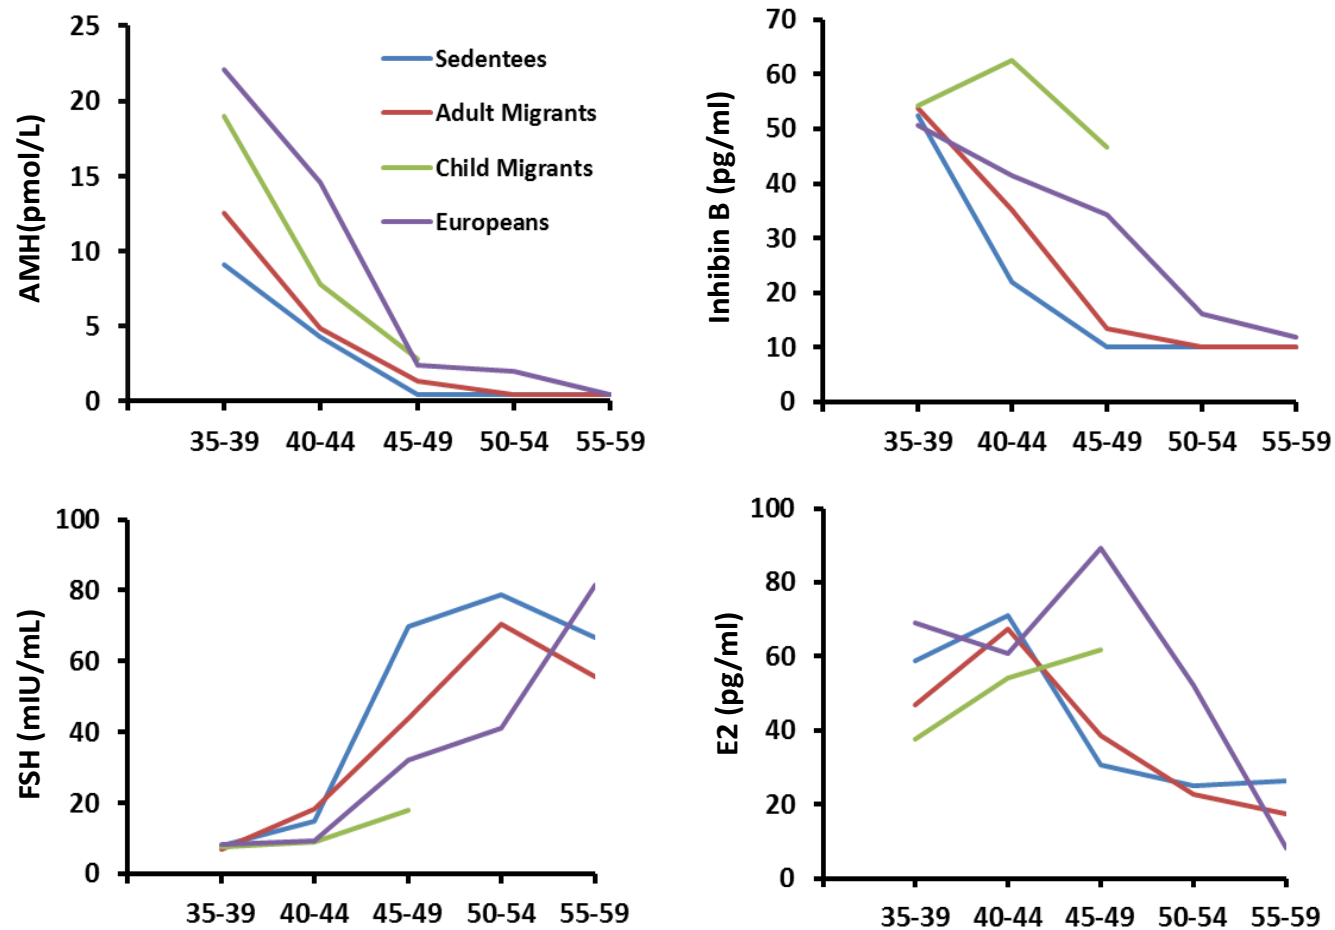 AMH(pmol/L)
25
20
15
10
5
0
35-39 40-44 45-49 50-54 55-59
Sedentees
Adult Migrants
Child Migrants
Europeans
Inhibin B (pg/ml)
70
60
50
40
30
20
10
0
35-39 40-44 45-49 50-54 55-59
FSH (mIU/mL)
100
80
60
40
20
0
35-39 40-44 45-49 50-54 55-59
E2 (pg/ml)
100
80
60
40
20
0
35-39 40-44 45-49 50-54 55-59